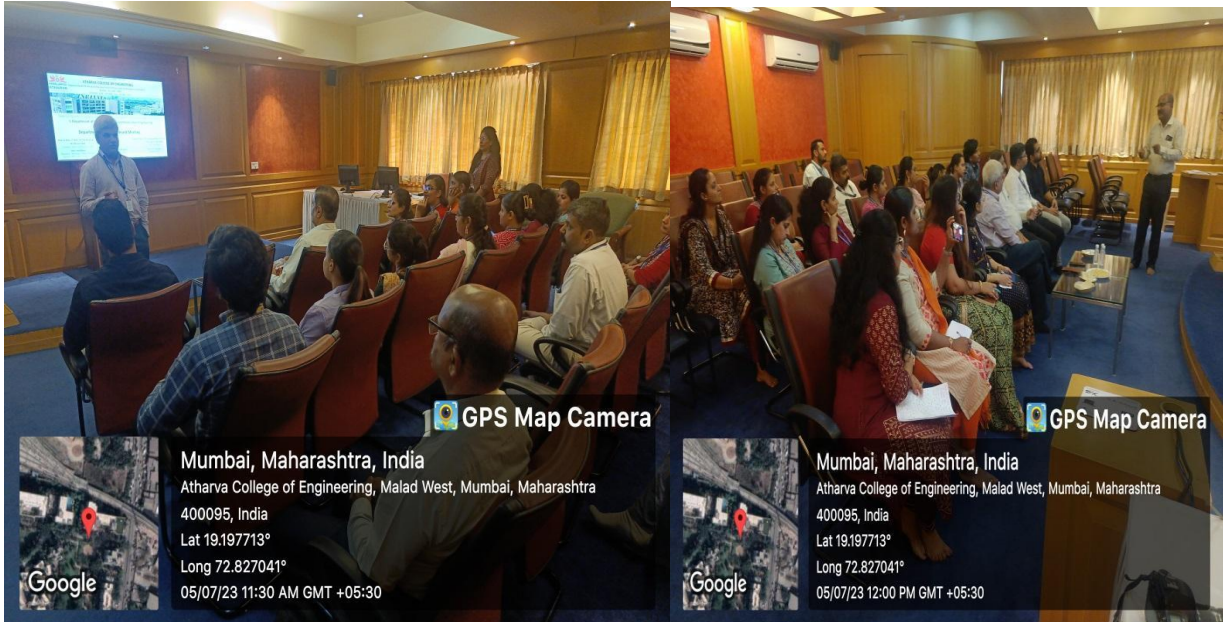 GPS Map Camera
Mumbai, Maharashtra, India
Atharva College of Engineering, Malad West, Mumbai, Maharashtra
400095, India
Lat 19.197713°
Long 72.827041°
05/07/23 11:30 AM GMT +05:30
Google
GPS Map Camera
Mumbai, Maharashtra, India
Atharva College of Engineering, Malad West, Mumbai, Maharashtra
400095, India
Lat 19.197713°
Long 72.827041°
05/07/23 12:00 PM GMT +05:30
Google